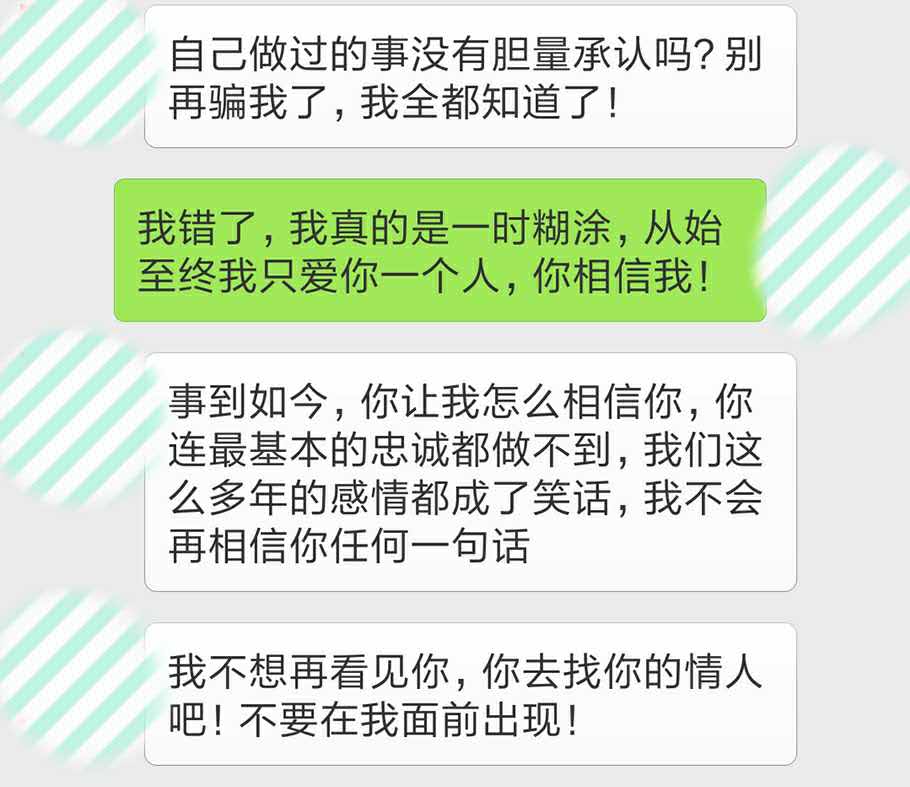 自己做过的事没有胆量承认吗？别
再骗我了，我全都知道了！
我错了，我真的是一时糊涂，从始
至终我只爱你一个人，你相信我！
事到如今，你让我怎么相信你，你
连最基本的忠诚都做不到，我们这
么多年的感情都成了笑话，我不会
再相信你任何一句话
我不想再看见你，你去找你的情人
吧！不要在我面前出现！